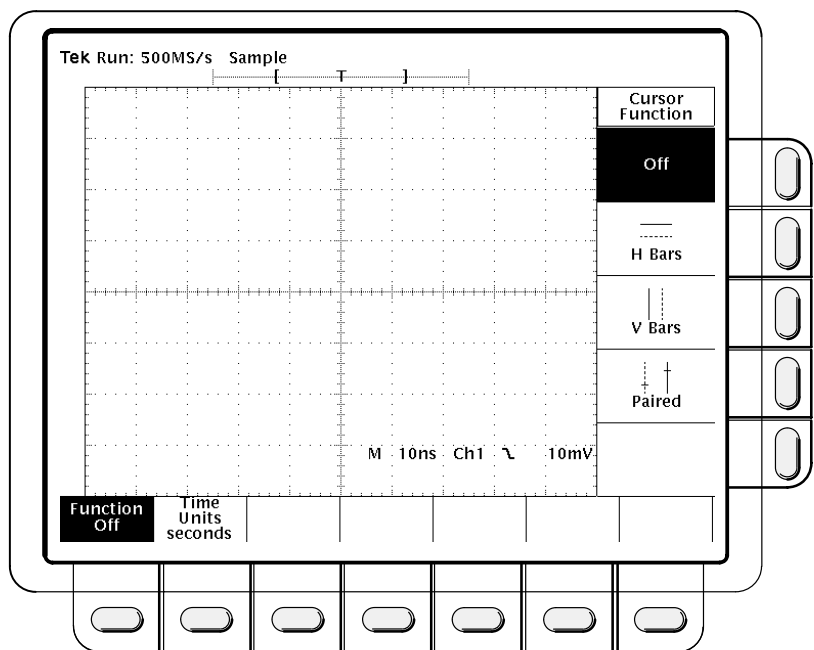 Tek Run: 500MS/s Sample
[ T ]
Cursor
Function
Off
H Bars
V Bars
Paired
M 10ns Ch1 10mV
Function
Off
Time
Units
seconds